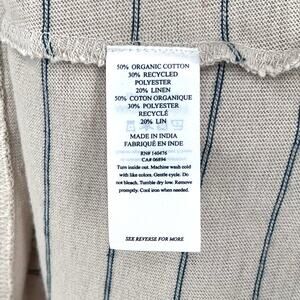 50% ORGANIC COTTON
30% RECYCLED
POLYESTER
20% LINEN
50% COTON ORGANIQUE
30% POLYESTER
RECYCLÉ
20% LIN
MADE IN INDIA
FABRIQUÉ EN INDE
RN# 140476
CA# 06894
Turn inside out. Machine wash cold
with like colors. Gentle cycle. Do
not bleach. Tumble dry low. Remove
promptly. Cool iron when needed.
SEE REVERSE FOR MORE